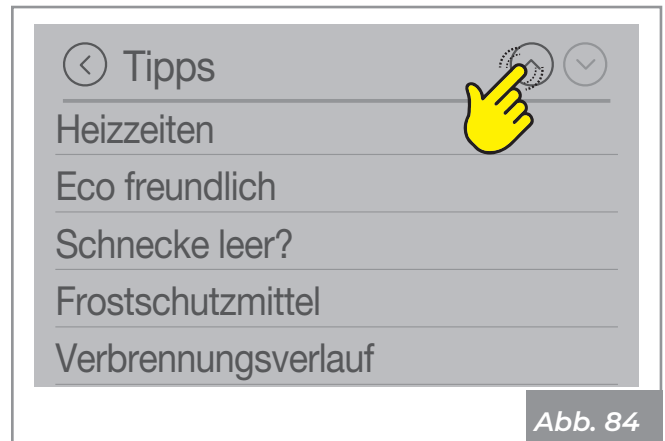 Tipps
Heizzeiten
Eco freundlich
Schnecke leer?
Frostschutzmittel
Verbrennungsverlauf
Abb. 84